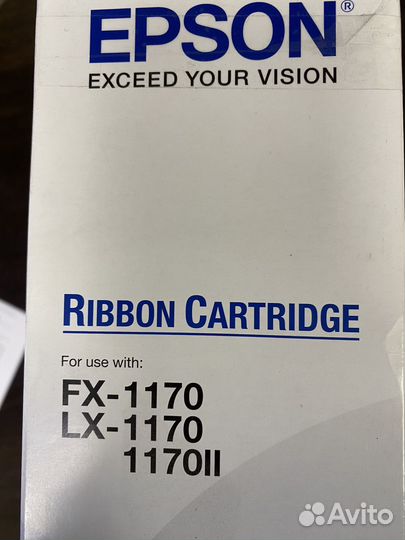 EPSON®
EXCEED YOUR VISION
RIBBON CARTRIDGE
For use with:
FX-1170
LX-1170
1170II
Avito